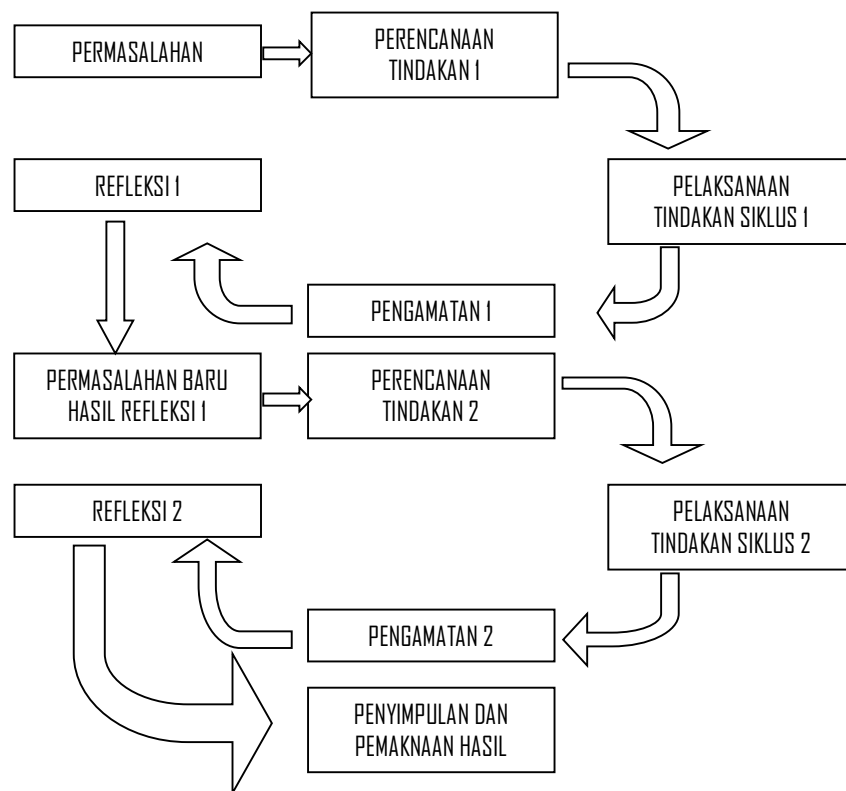 PERMASALAHAN
PERENCANAAN
TINDAKAN 1
PELAKSANAAN
TINDAKAN SIKLUS 1
PENGAMATAN 1
REFLEKSI 1
PERMASALAHAN BARU
HASIL REFLEKSI 1
PERENCANAAN
TINDAKAN 2
PELAKSANAAN
TINDAKAN SIKLUS 2
PENGAMATAN 2
REFLEKSI 2
PENYIMPULAN DAN
PEMAKNAAN HASIL